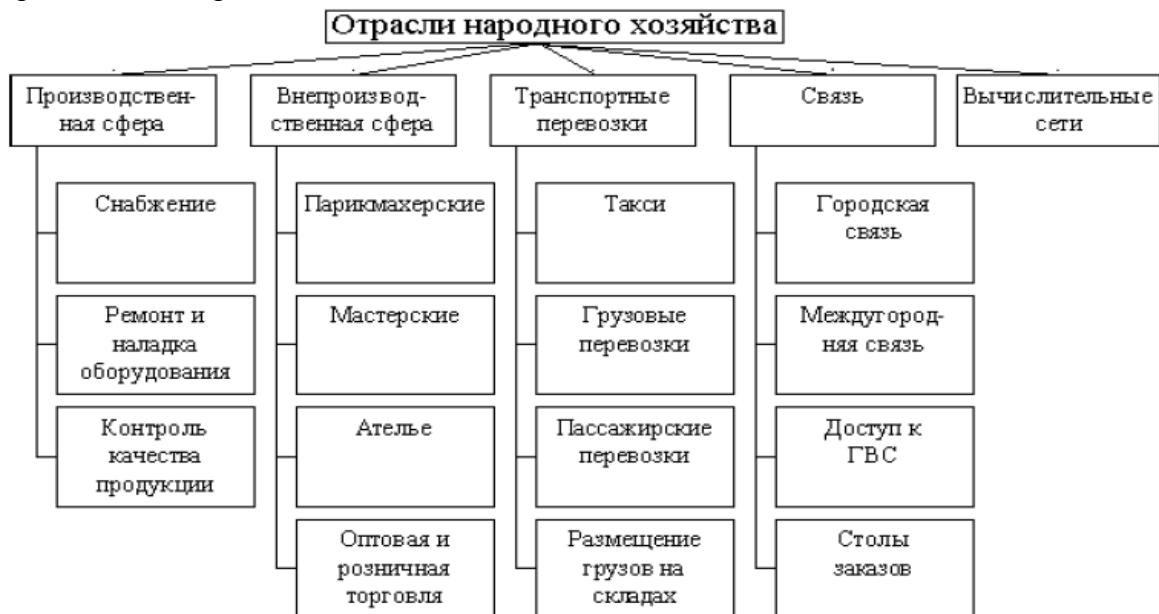 Отрасли народного хозяйства
Производствен-
ная сфера
Внепроизвод-
ственная сфера
Транспортные
перевозки
Связь
Вычислительные
сети
Снабжение
Парикмахерские
Такси
Городская
связь
Ремонт и
наладка
оборудования
Мастерские
Грузовые
перевозки
Междугород-
няя связь
Контроль
качества
продукции
Ателье
Пассажирские
перевозки
Доступ к
ГВС
Оптовая и
розничная
торговля
Размещение
грузов на
складах
Столы
заказов